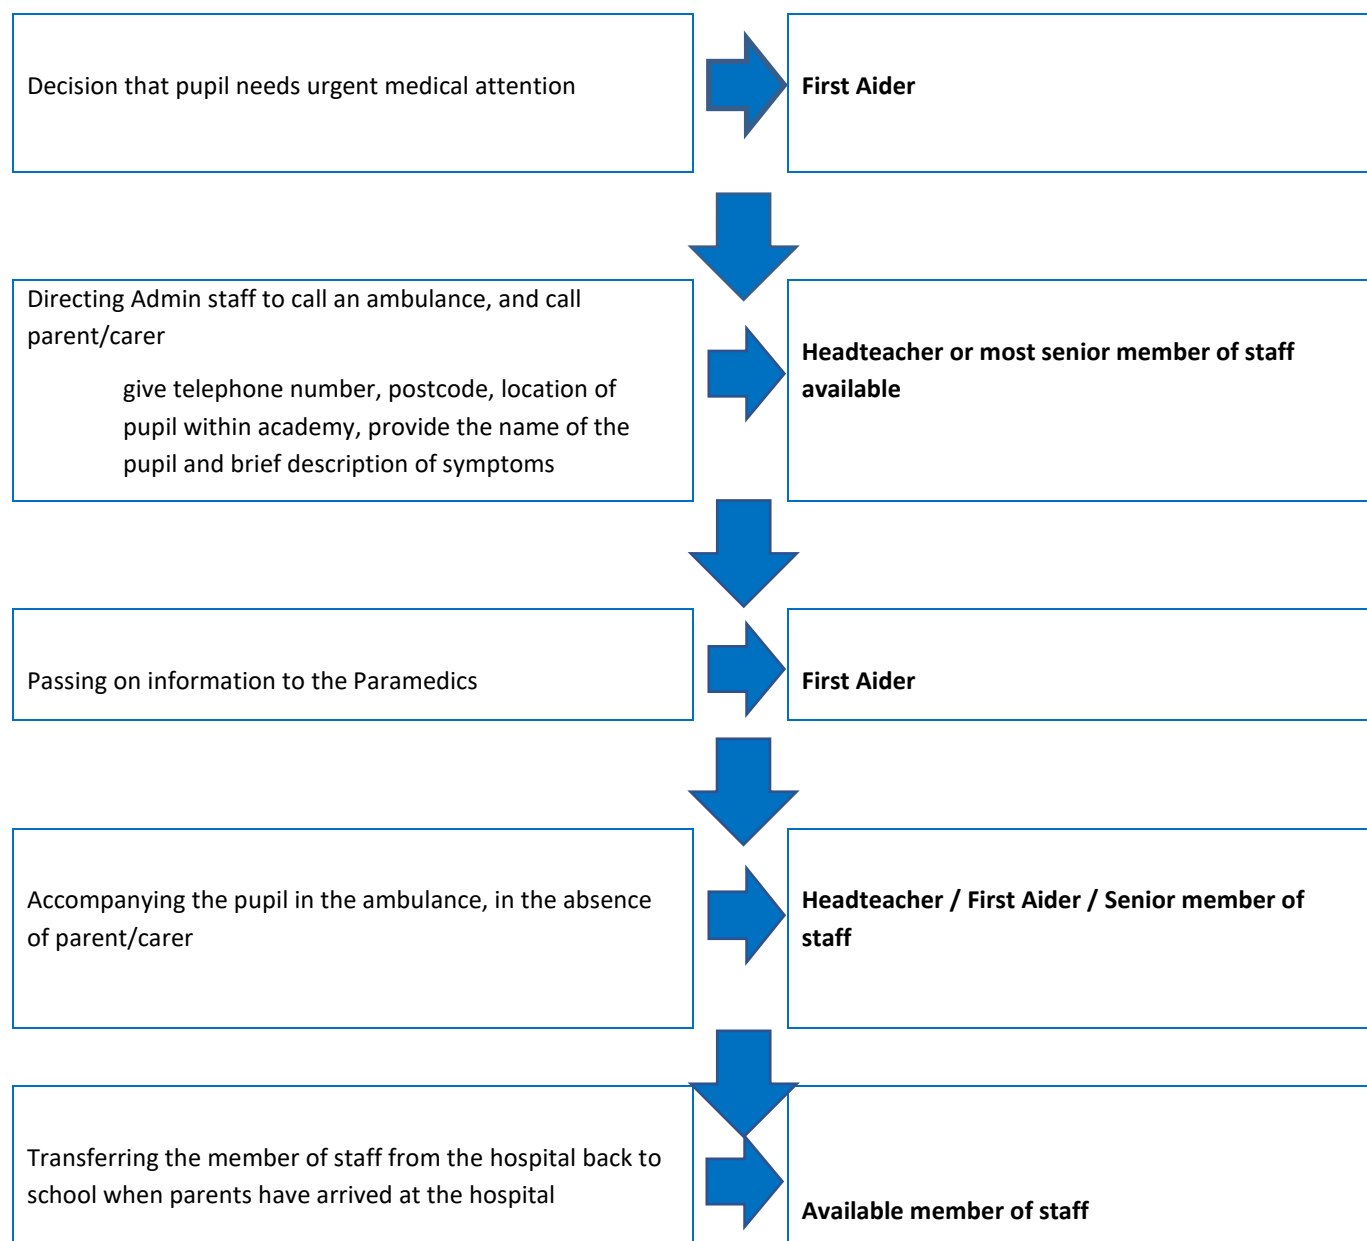 Decision that pupil needs urgent medical attention
First Aider
Directing Admin staff to call an ambulance, and call
parent/carer
give telephone number, postcode, location of
pupil within academy, provide the name of the
pupil and brief description of symptoms
Headteacher or most senior member of staff
available
Passing on information to the Paramedics
First Aider
Accompanying the pupil in the ambulance, in the absence
of parent/carer
Headteacher / First Aider / Senior member of
staff
Transferring the member of staff from the hospital back to
school when parents have arrived at the hospital
Available member of staff